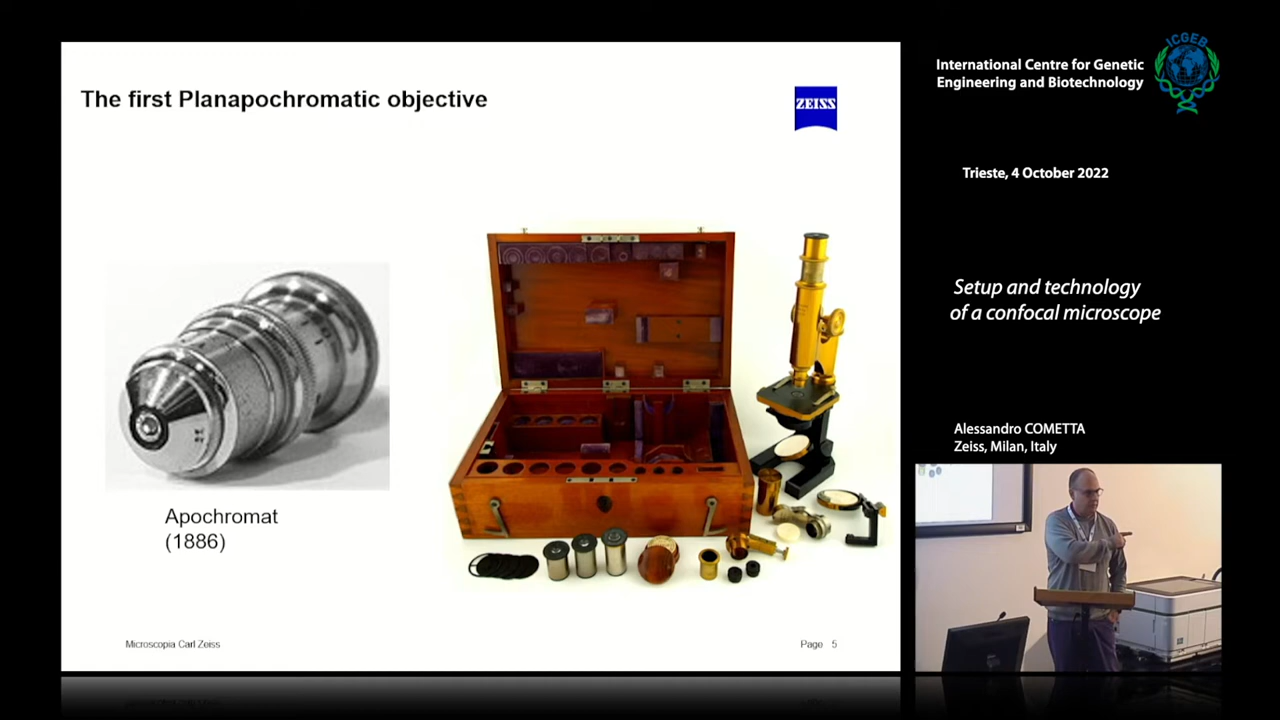 The first Planapochromatic objective
ZEISS
Apochromat
(1886)
Microscopia Carl Zeiss
Page 5
ICGEB
International Centre for Genetic
Engineering and Biotechnology
Trieste, 4 October 2022
Setup and technology
of a confocal microscope
Alessandro COMETTA
Zeiss, Milan, Italy